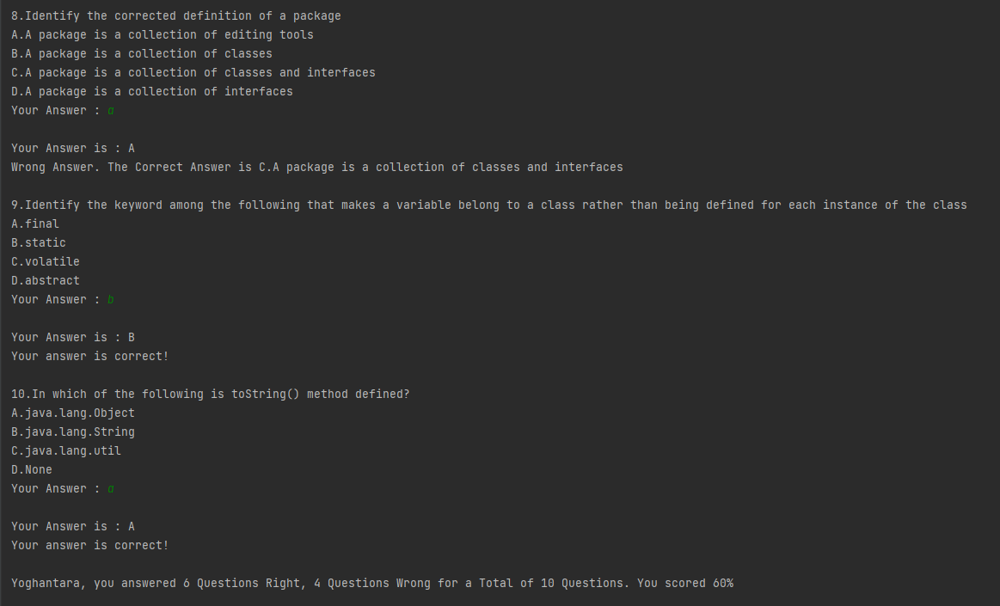 8.Identify the corrected definition of a package
A.A package is a collection of editing tools
B.A package is a collection of classes
C.A package is a collection of classes and interfaces
D.A package is a collection of interfaces
Your Answer : a
Your Answer is : A
Wrong Answer. The Correct Answer is C.A package is a collection of classes and interfaces
9.Identify the keyword among the following that makes a variable belong to a class rather than being defined for each instance of the class
A.final
B.static
C.volatile
D.abstract
Your Answer : b
Your Answer is : B
Your answer is correct!
10.In which of the following is toString() method defined?
A.java.lang.Object
B.java.lang.String
C.java.lang.util
D.None
Your Answer : a
Your Answer is : A
Your answer is correct!
Yoghantara, you answered 6 Questions Right, 4 Questions Wrong for a Total of 10 Questions. You scored 60%